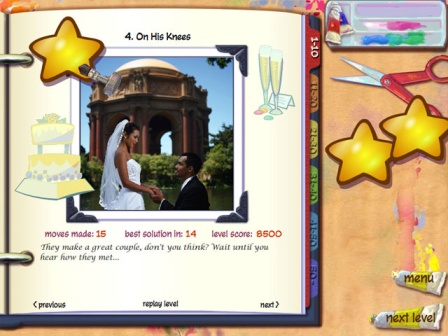 4. On His Knees
1-10
moves made: 15 best solution in: 14 level score: 8500
They make a great couple, don't you think? Wait until you
hear how they met...
< previous
replay level
next >
menu
next level